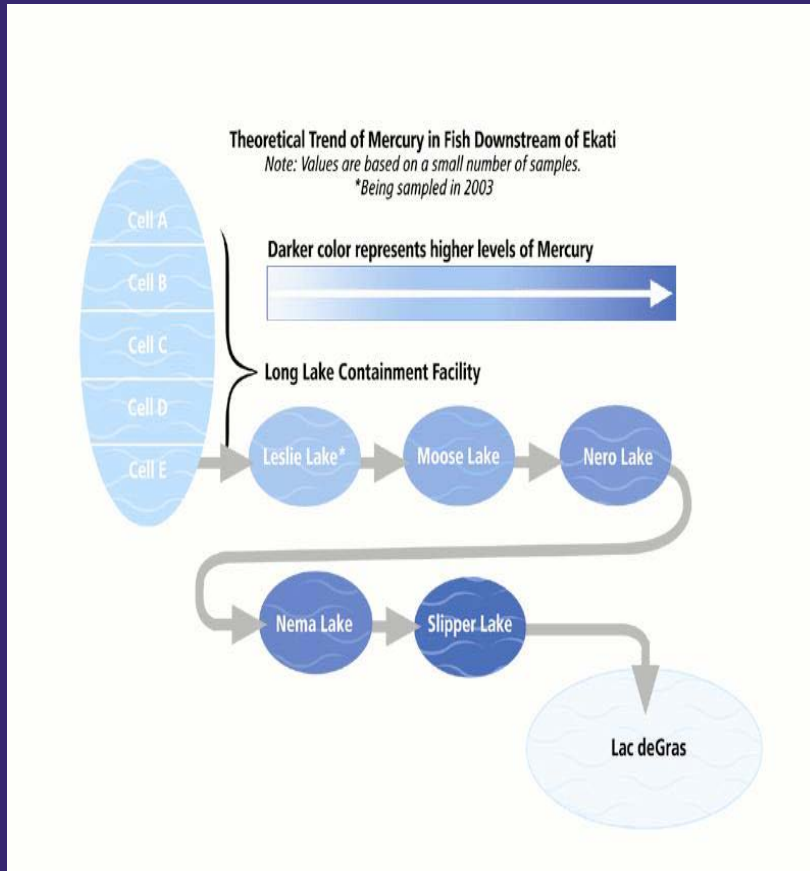 Theoretical Trend of Mercury in Fish Downstream of Ekati
Note: Values are based on a small number of samples.
*Being sampled in 2003
Cell A
Darker color represents higher levels of Mercury
Cell B
Cell C
Long Lake Containment Facility
Cell D
Cell E
Leslie Lake*
Moose Lake
Nero Lake
Nema Lake
Slipper Lake
Lac deGras